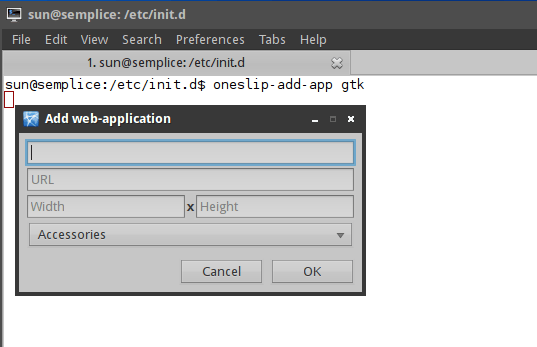 sun@semplice: /etc/init.d
File Edit View Search Preferences Tabs Help
1. sun@semplice: /etc/init.d
sun@semplice:/etc/init.d$ oneslip-add-app gtk
Add web-application
URL
Width x Height
Accessories
Cancel OK